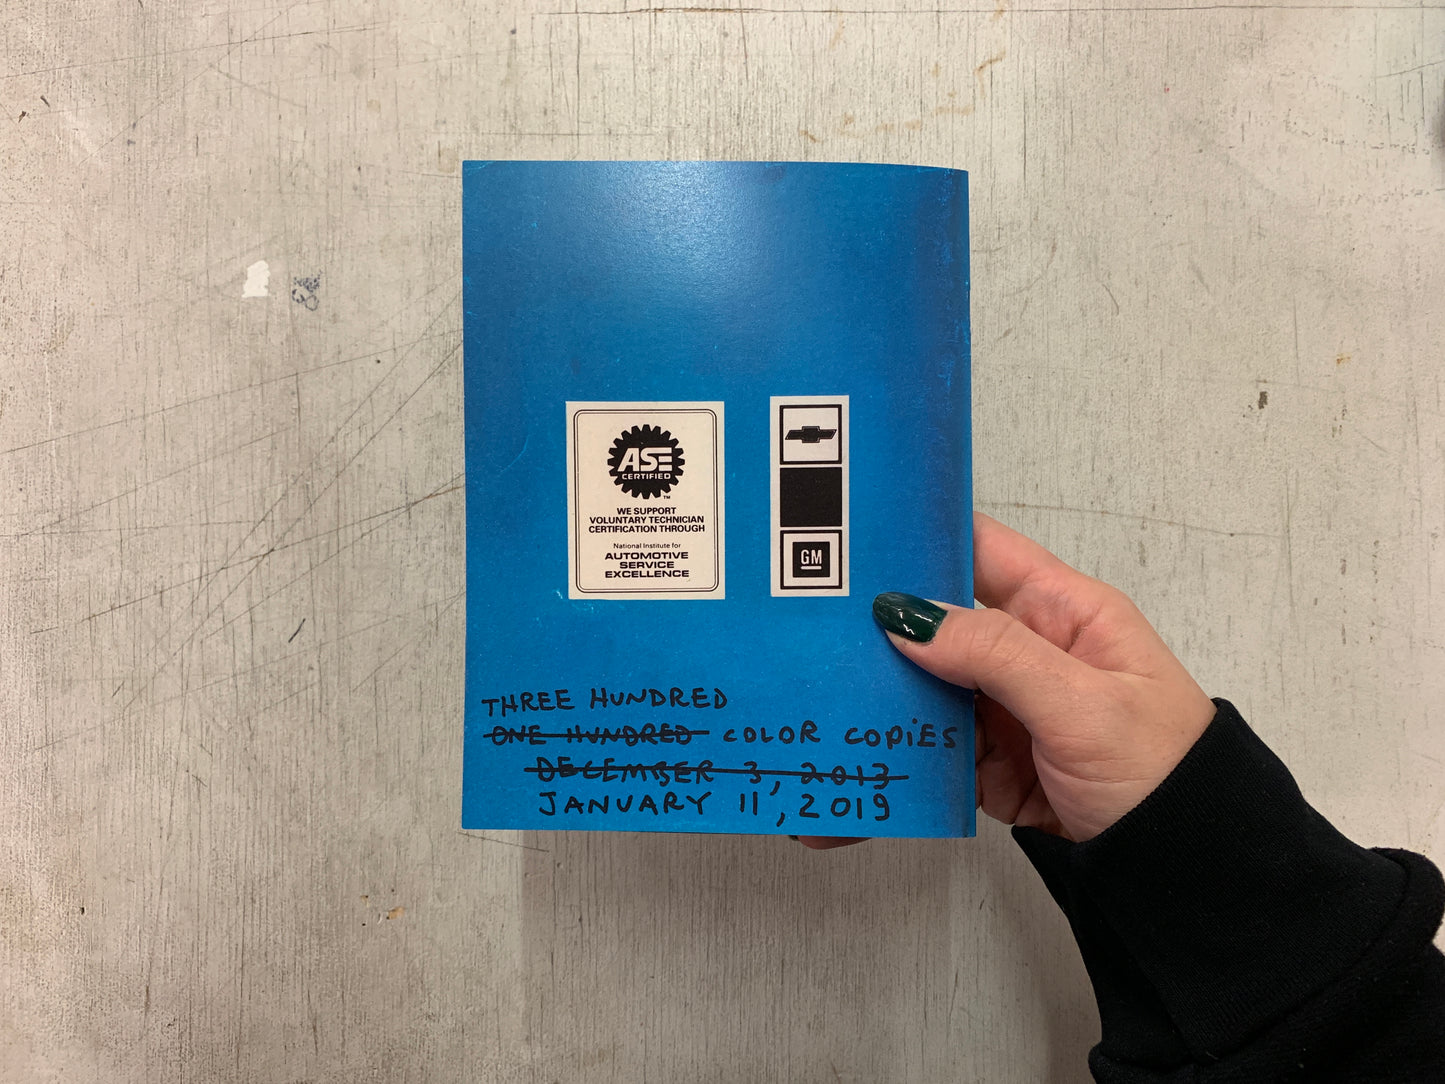 ASE
CERTIFIED
TM
WE SUPPORT
VOLUNTARY TECHNICIAN
CERTIFICATION THROUGH
National Institute for
AUTOMOTIVE
SERVICE
EXCELLENCE
GM
THREE HUNDRED
ONE HUNDRED COLOR COPiES
DECEMBER 3, 2013
JANUARY 11, 2019